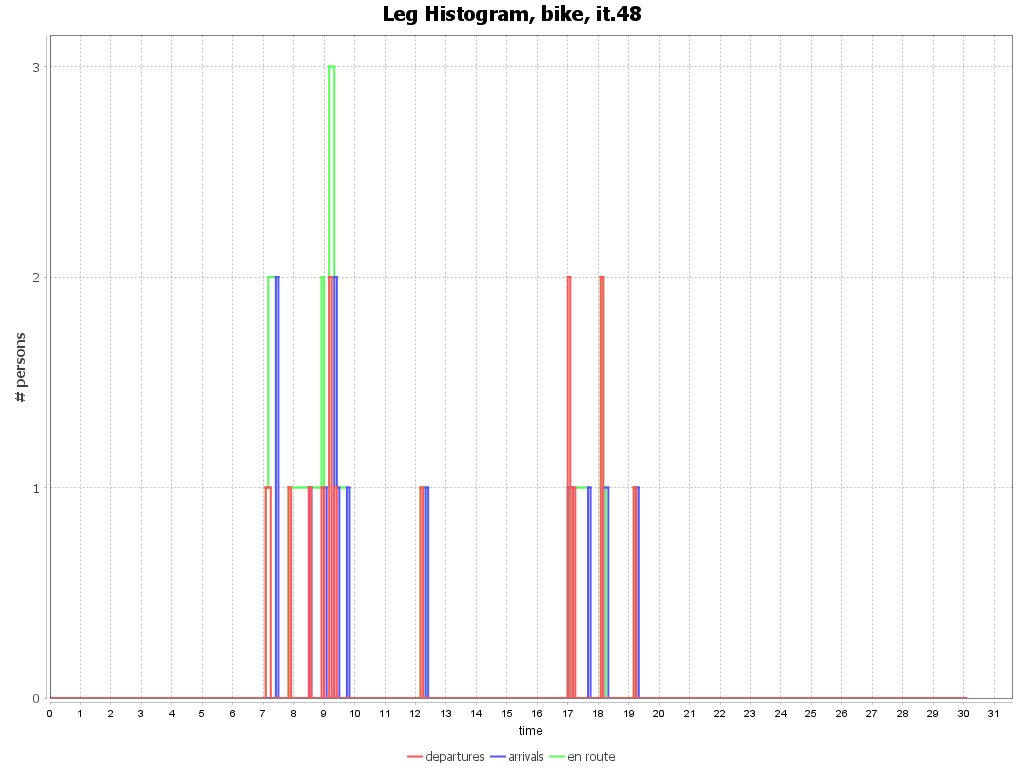 Leg Histogram, bike, it.48
# persons
3
2
1
0
0 1 2 3 4 5 6 7 8 9 10 11 12 13 14 15 16 17 18 19 20 21 22 23 24 25 26 27 28 29 30 31
time
departures arrivals en route